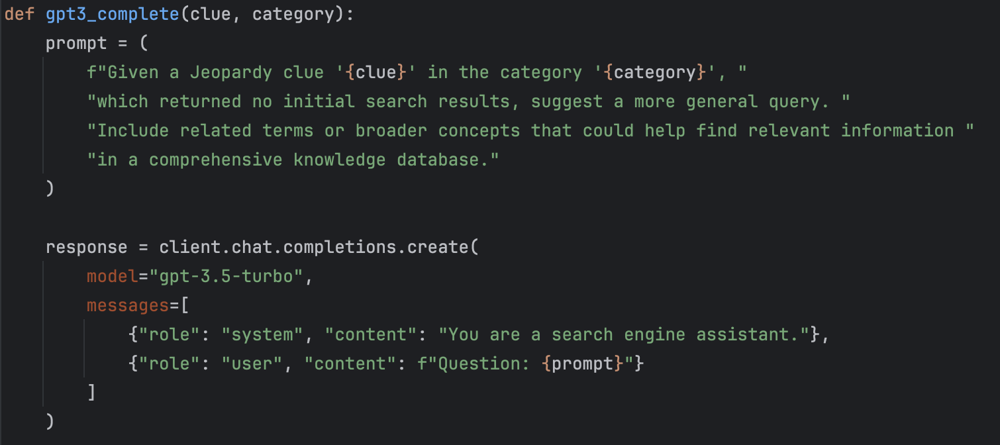 def gpt3_complete(clue, category):
    prompt = (
        f"Given a Jeopardy clue '{clue}' in the category '{category}', "
        "which returned no initial search results, suggest a more general query. "
        "Include related terms or broader concepts that could help find relevant information "
        "in a comprehensive knowledge database."
    )

    response = client.chat.completions.create(
        model="gpt-3.5-turbo",
        messages=[
            {"role": "system", "content": "You are a search engine assistant."},
            {"role": "user", "content": f"Question: {prompt}"}
        ]
    )